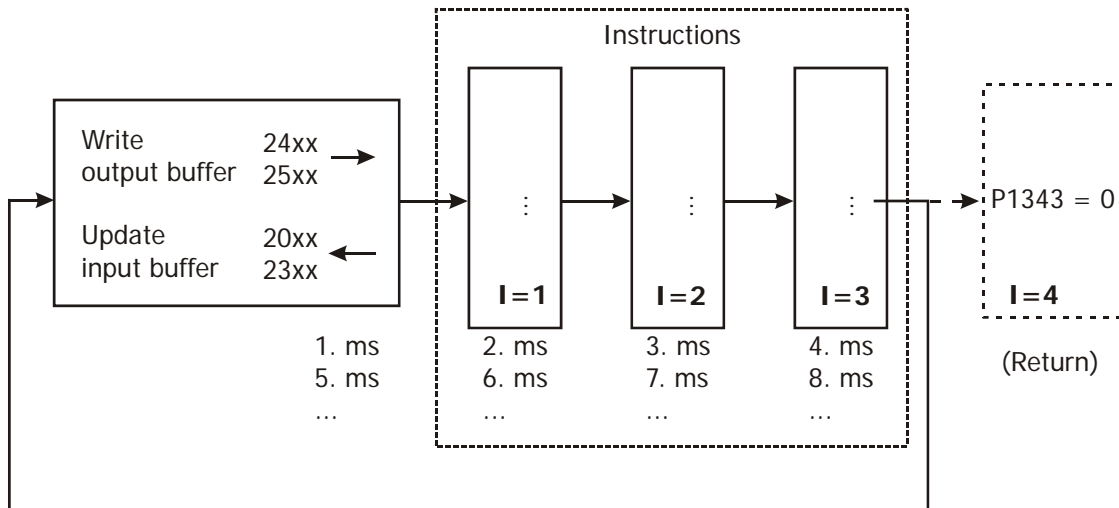 Instructions
Write
output buffer
24xx
25xx
Update
input buffer
20xx
23xx
⋮
⋮
⋮
I=1
I=2
I=3
P1343 = 0
I=4
(Return)
1. ms
5. ms
...
2. ms
6. ms
...
3. ms
7. ms
...
4. ms
8. ms
...